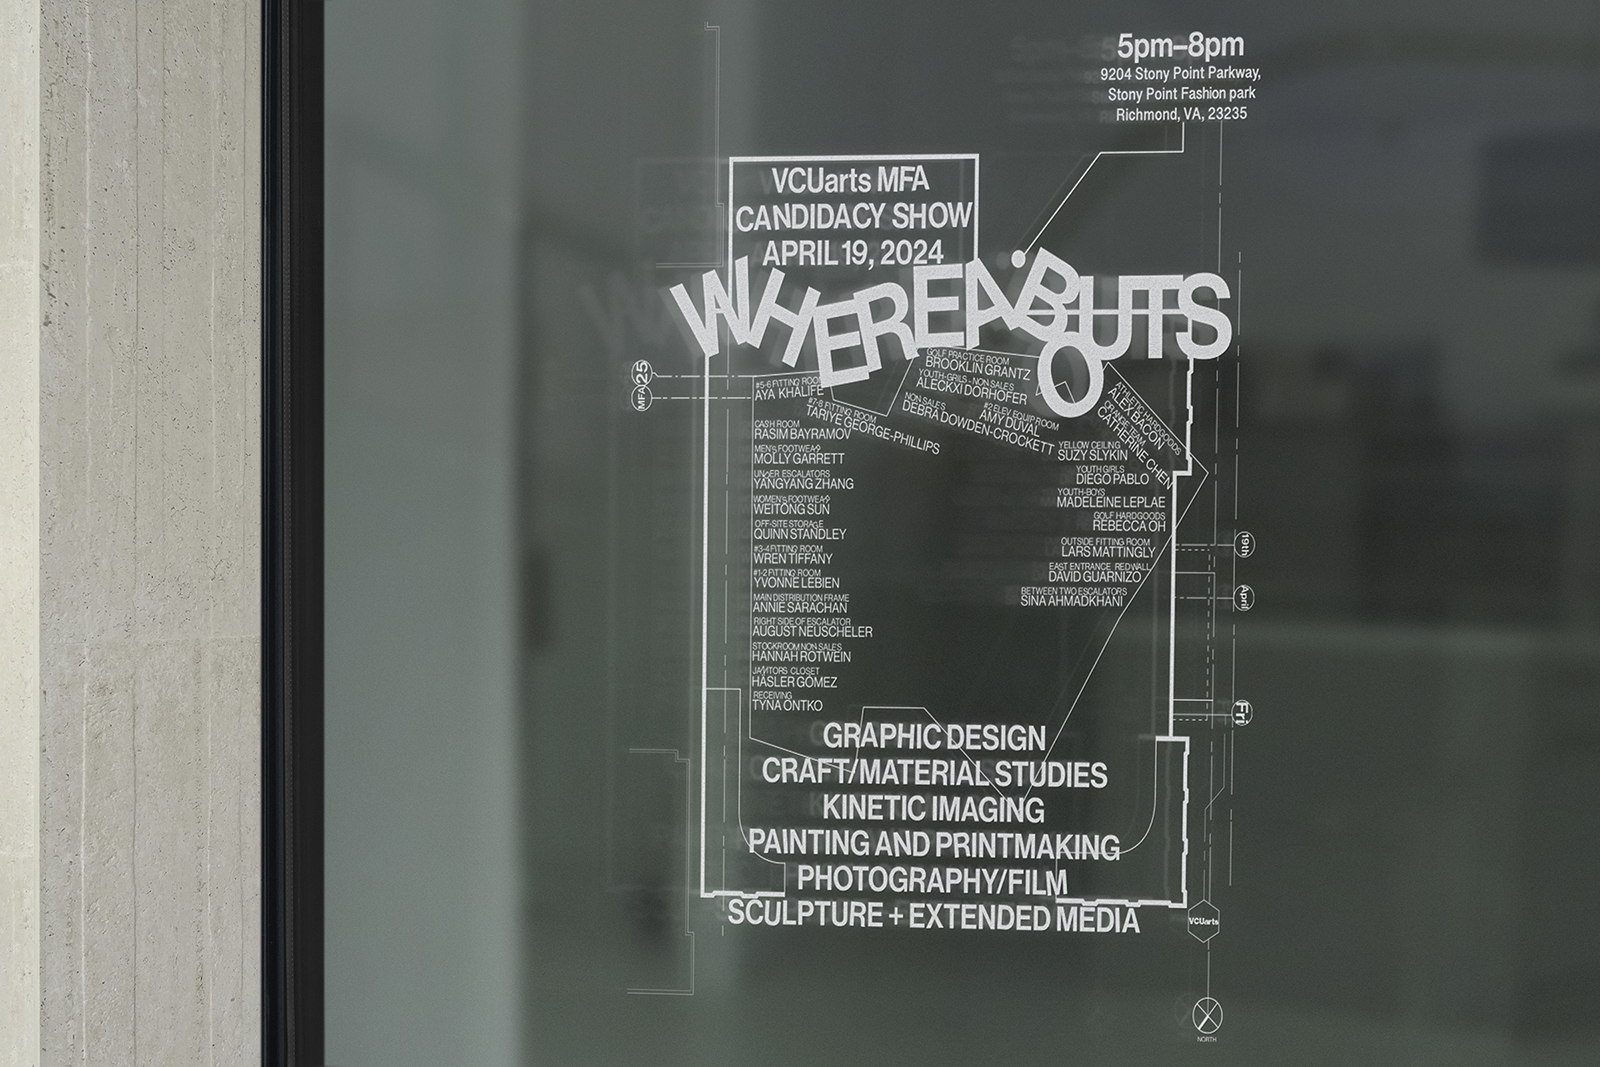 5pm–8pm
9204 Stony Point Parkway,
Stony Point Fashion park
Richmond, VA, 23235
VCUarts MFA
CANDIDACY SHOW
APRIL 19, 2024
WHEREABOUTS
MFA 25
#5-6 FITTING ROOM
AYA KHALIFE
#7-8 FITTING ROOM
TARIYE GEORGE-PHILLIPS
CASH ROOM
RASIM BAYRAMOV
MEN'S FOOTWEAR
MOLLY GARRETT
UNDER ESCALATORS
YANGYANG ZHANG
WOMEN'S FOOTWEAR
WEITONG SUN
OFF-SITE STORAGE
QUINN STANDLEY
#3-4 FITTING ROOM
WREN TIFFANY
#1-2 FITTING ROOM
YVONNE LEBIEN
MAIN DISTRIBUTION FRAME
ANNIE SARACHAN
RIGHT SIDE OF ESCALATOR
AUGUST NEUSCHELER
STOCKROOM NON SALES
HANNAH ROTWEIN
JANITORS CLOSET
HÁSLER GÓMEZ
RECEIVING
TYNA ONTKO
GOLF PRACTICE ROOM
BROOKLIN GRANTZ
YOUTH-GIRLS - NON SALES
ALECKXI DORHOFER
NON SALES
DEBRA DOWDEN-CROCKETT
#2 ELEV EQUIP ROOM
AMY DUVAL
ATHLETIC HARDGOODS
ALEX BACON
CATHERINE CHEN
YELLOW CEILING
SUZY SLYKIN
YOUTH GIRLS
DIEGO PABLO
YOUTH-BOYS
MADELEINE LEPLAE
GOLF HARDGOODS
REBECCA OH
OUTSIDE FITTING ROOM
LARS MATTINGLY
EAST ENTRANCE RED WALL
DAVID GUARNIZO
BETWEEN TWO ESCALATORS
SINA AHMADKHANI
19th
April
Fri
GRAPHIC DESIGN
CRAFT/MATERIAL STUDIES
KINETIC IMAGING
PAINTING AND PRINTMAKING
PHOTOGRAPHY/FILM
SCULPTURE + EXTENDED MEDIA
VCUarts
NORTH